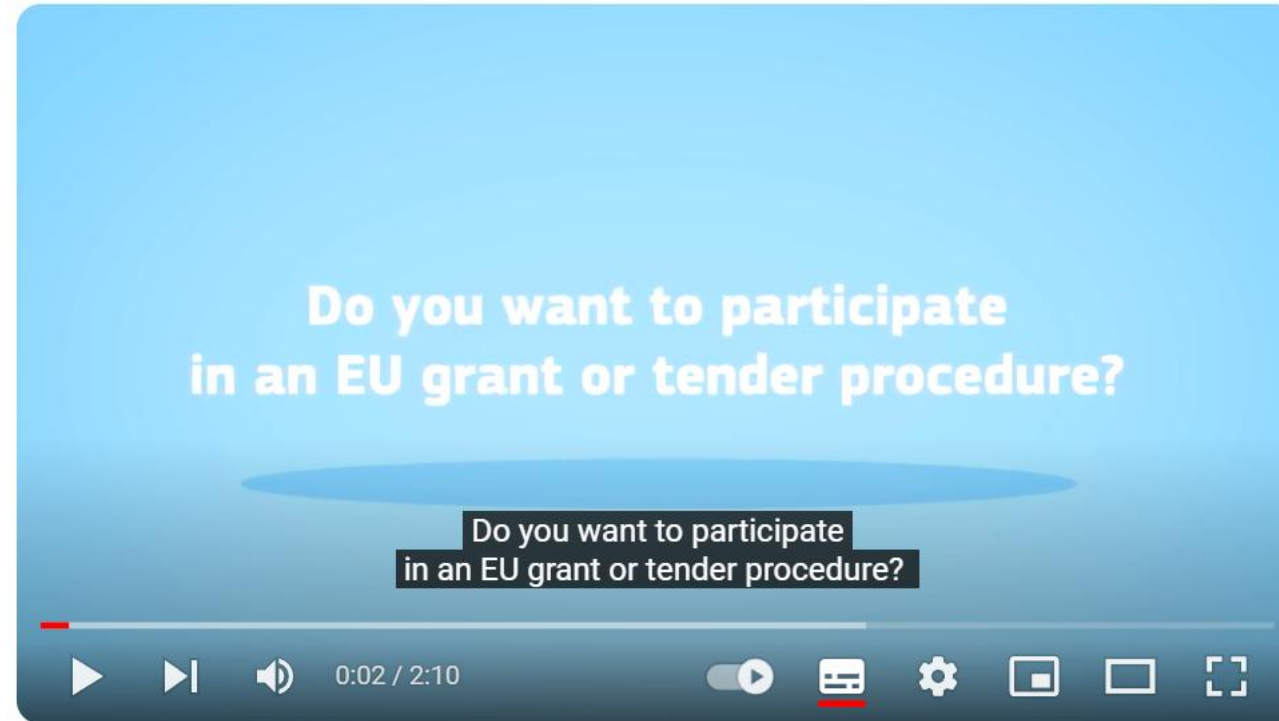 Do you want to participate
in an EU grant or tender procedure?
Do you want to participate
in an EU grant or tender procedure?
0:02 / 2:10